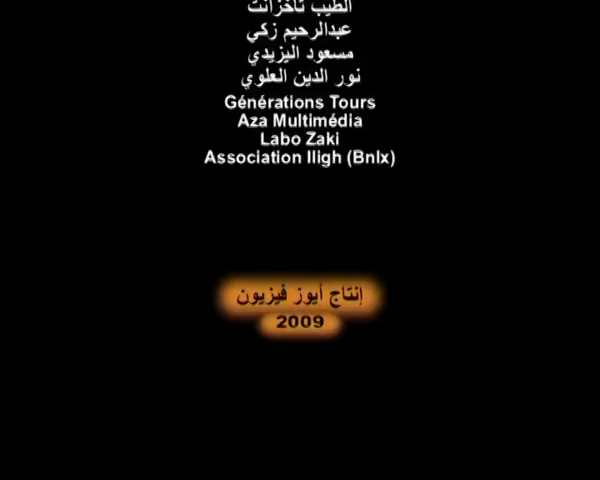 الطيب تاخزانت
عبدالرحيم زكي
مسعود اليزيدي
نور الدين العلوي
Générations Tours
Aza Multimédia
Labo Zaki
Association Iligh (Bnlx)
إنتاج أيوز فيزيون
2009